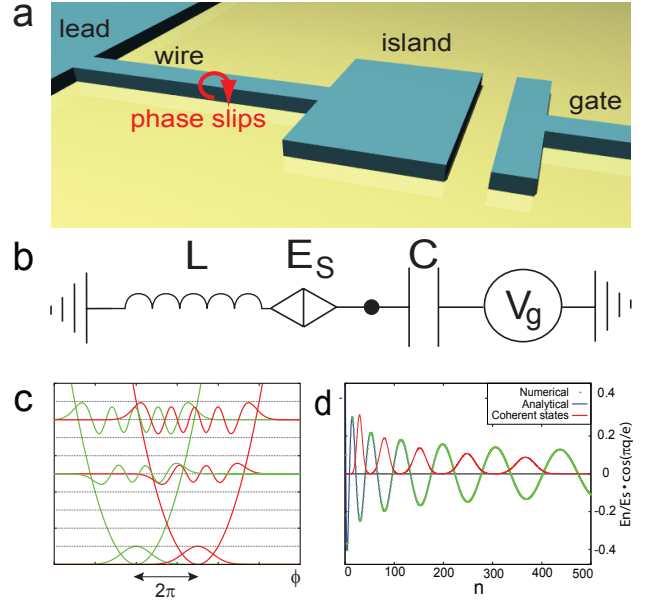 a
lead
wire
island
phase slips
gate
b
L
E_S
C
V_g
c
d
Numerical
Analytical
Coherent states
0.4
0.2
0
-0.2
-0.4
En/Es•cos(πq/e)
ϕ
2π
0 100 200 300 400 500
n